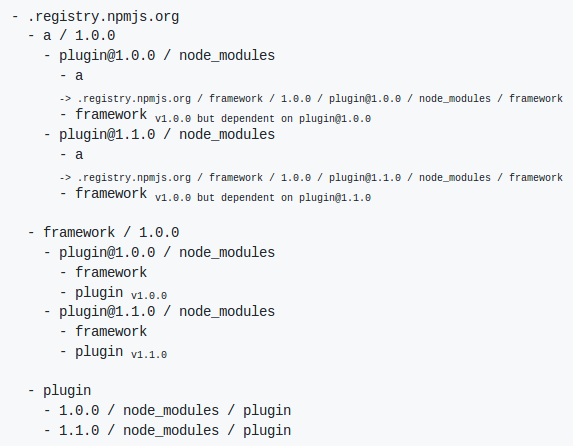 - .registry.npmjs.org
- a / 1.0.0
- plugin@1.0.0 / node_modules
- a
-> .registry.npmjs.org / framework / 1.0.0 / plugin@1.0.0 / node_modules / framework
- framework v1.0.0 but dependent on plugin@1.0.0
- plugin@1.1.0 / node_modules
- a
-> .registry.npmjs.org / framework / 1.0.0 / plugin@1.1.0 / node_modules / framework
- framework v1.0.0 but dependent on plugin@1.1.0
- framework / 1.0.0
- plugin@1.0.0 / node_modules
- framework
- plugin v1.0.0
- plugin@1.1.0 / node_modules
- framework
- plugin v1.1.0
- plugin
- 1.0.0 / node_modules / plugin
- 1.1.0 / node_modules / plugin